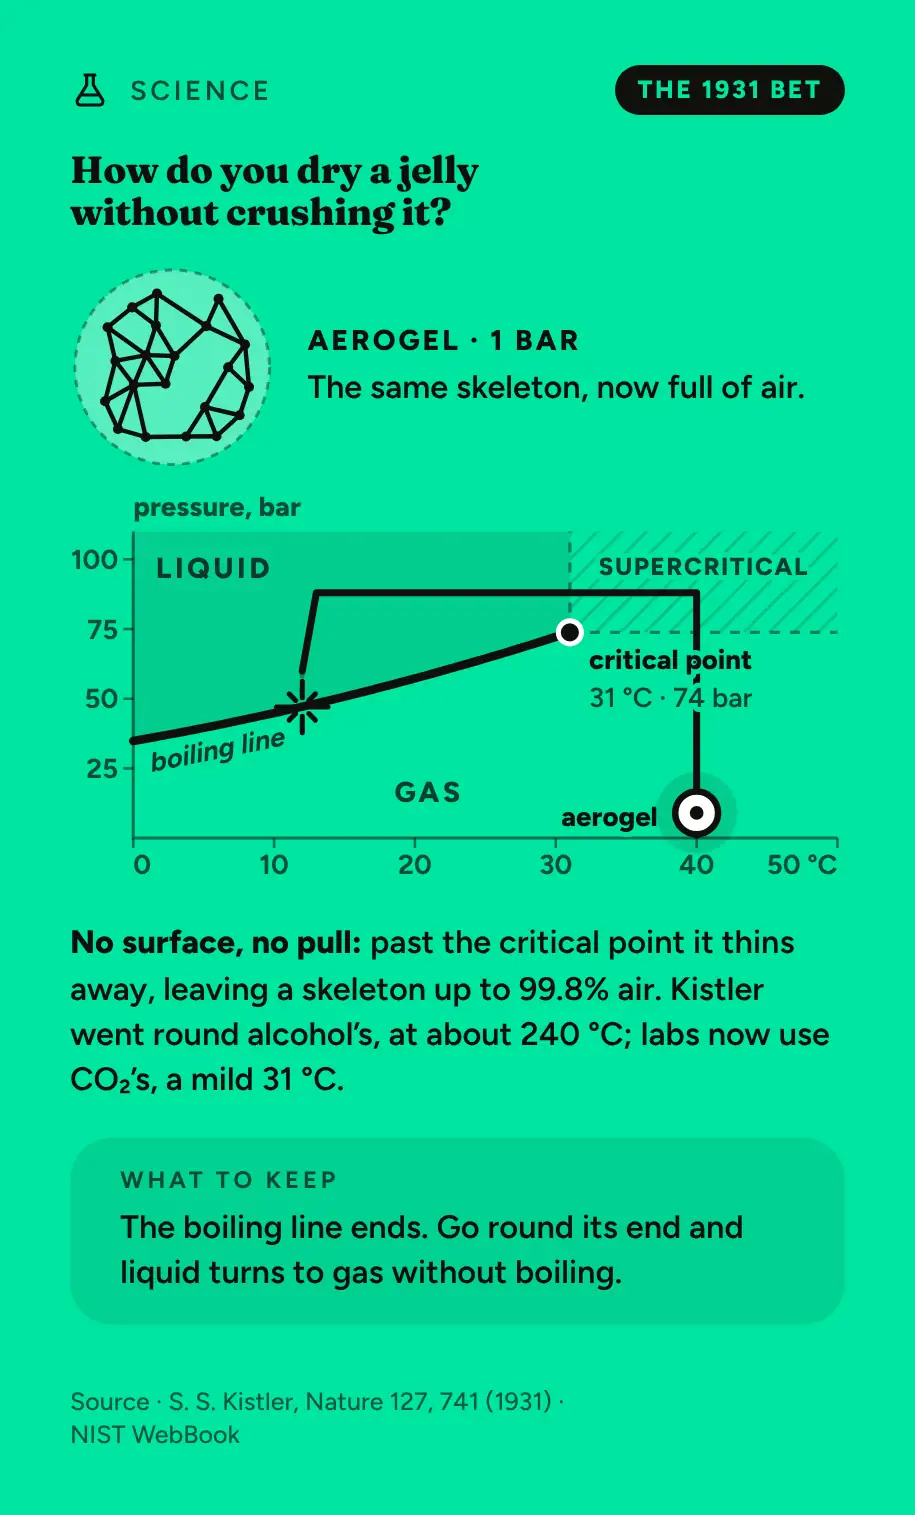 SCIENCE
THE 1931 BET
How do you dry a jelly
without crushing it?
AEROGEL · 1 BAR
The same skeleton, now full of air.
pressure, bar
100
LIQUID
SUPERCRITICAL
75
critical point
31 °C · 74 bar
50
boiling line
25
GAS
aerogel
0
10
20
30
40
50 °C
No surface, no pull: past the critical point it thins
away, leaving a skeleton up to 99.8% air. Kistler
went round alcohol’s, at about 240 °C; labs now use
CO₂’s, a mild 31 °C.
WHAT TO KEEP
The boiling line ends. Go round its end and
liquid turns to gas without boiling.
Source · S. S. Kistler, Nature 127, 741 (1931) ·
NIST WebBook